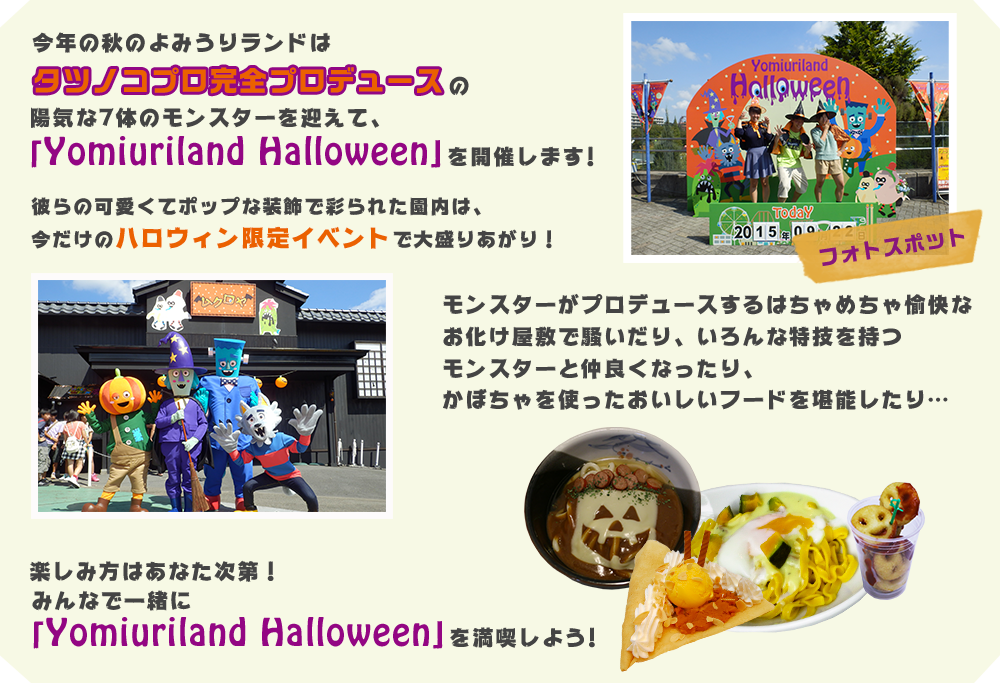 今年の秋のよみうりランドは
タツノコプロ完全プロデュースの
陽気な7体のモンスターを迎えて、
「Yomiuriland Halloween」を開催します!
彼らの可愛くてポップな装飾で彩られた園内は、
今だけのハロウィン限定イベントで大盛りあがり!
Yomiuriland
Halloween
TodaY
2015年09
日
フォトスポット
モンスターがプロデュースするはちゃめちゃ愉快な
お化け屋敷で騒いだり、いろんな特技を持つ
モンスターと仲良くなったり、
かぼちゃを使ったおいしいフードを堪能したり…
楽しみ方はあなた次第!
みんなで一緒に
「Yomiuriland Halloween」を満喫しよう!